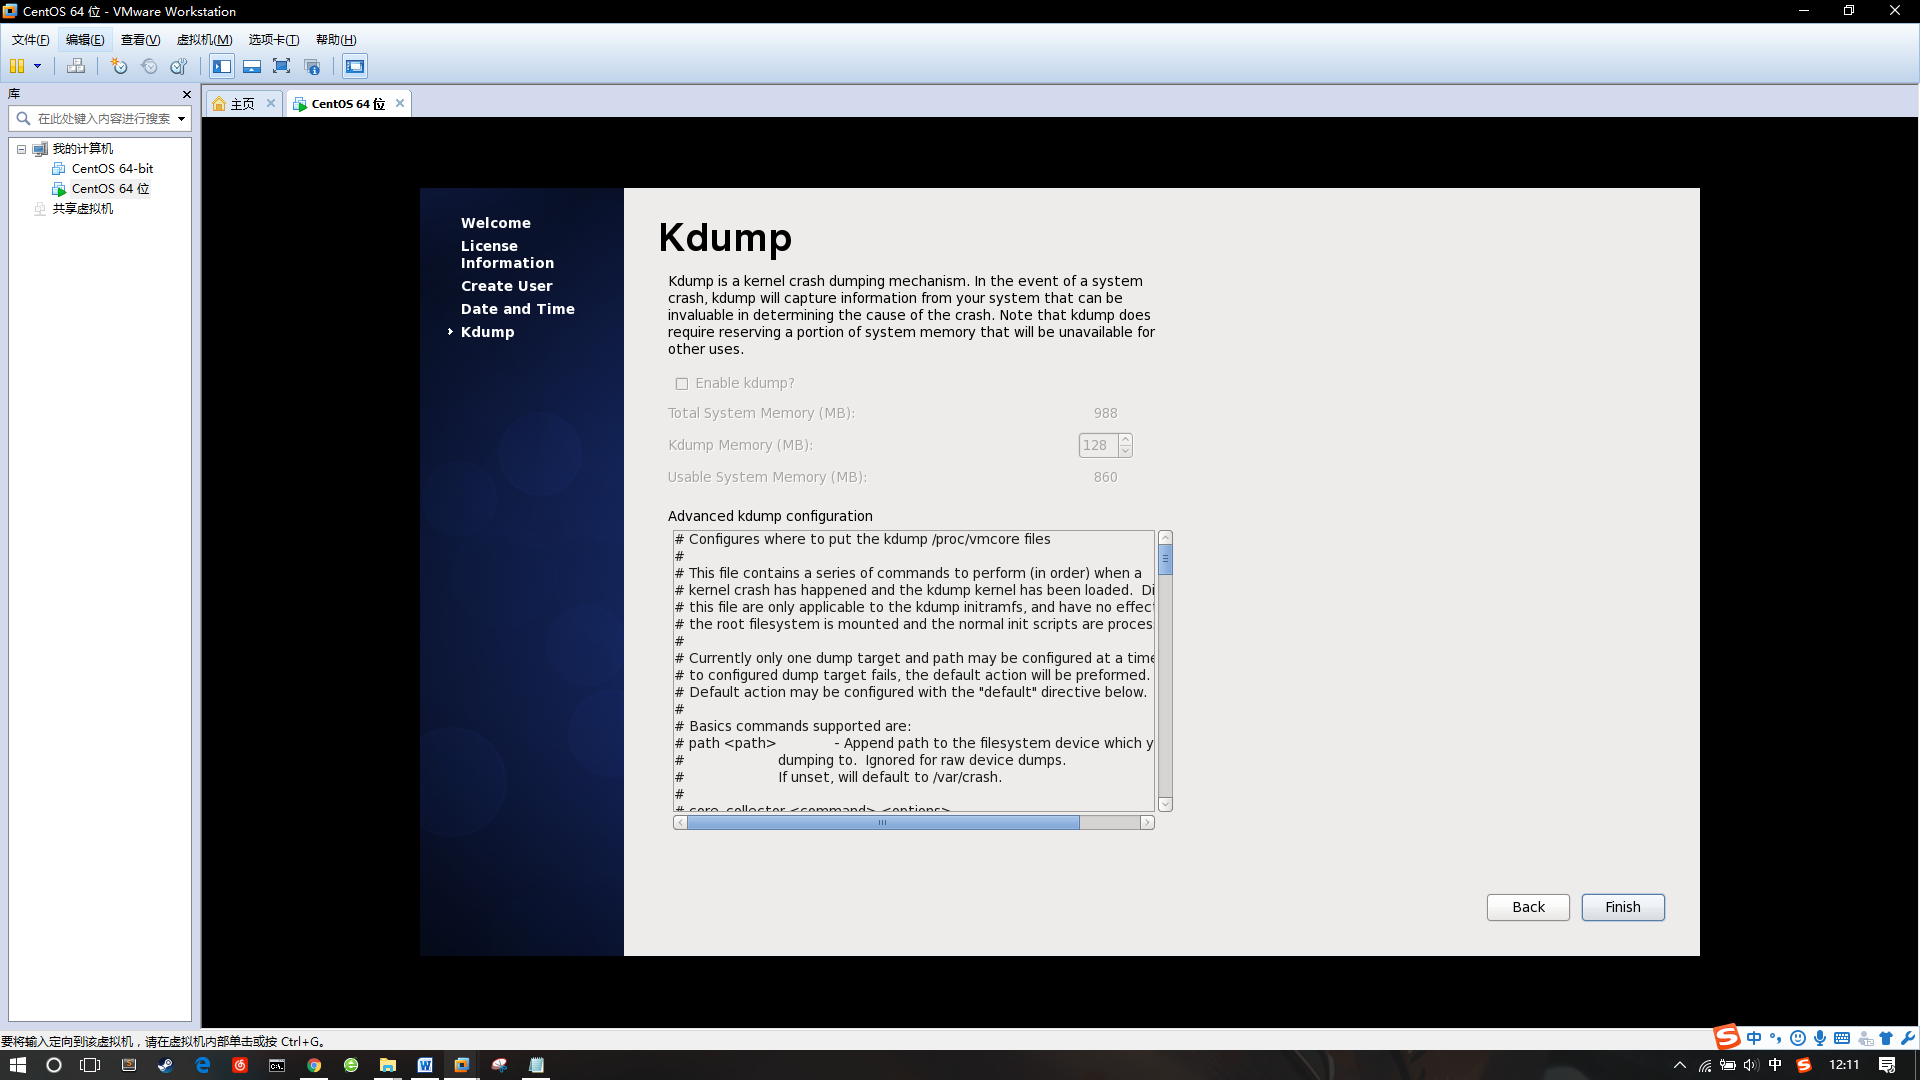 CentOS 64 位 - VMware Workstation
文件(F) 编辑(E) 查看(V) 虚拟机(M) 选项卡(T) 帮助(H)
库
在此处键入内容进行搜索
我的计算机
CentOS 64-bit
CentOS 64 位
共享虚拟机
主页
CentOS 64 位
Welcome
License
Information
Create User
Date and Time
Kdump
Kdump
Kdump is a kernel crash dumping mechanism. In the event of a system
crash, kdump will capture information from your system that can be
invaluable in determining the cause of the crash. Note that kdump does
require reserving a portion of system memory that will be unavailable for
other uses.
Enable kdump?
Total System Memory (MB): 988
Kdump Memory (MB): 128
Usable System Memory (MB): 860
Advanced kdump configuration
# Configures where to put the kdump /proc/vmcore files
#
# This file contains a series of commands to perform (in order) when a
# kernel crash has happened and the kdump kernel has been loaded. Di
# this file are only applicable to the kdump initramfs, and have no effec
# the root filesystem is mounted and the normal init scripts are proces
#
# Currently only one dump target and path may be configured at a time
# to configured dump target fails, the default action will be preformed.
# Default action may be configured with the "default" directive below.
#
# Basics commands supported are:
# path <path> - Append path to the filesystem device which y
# dumping to. Ignored for raw device dumps.
# If unset, will default to /var/crash.
#
# core_collector <command> <options>
Back
Finish
要将输入定向到该虚拟机，请在虚拟机内部单击或按 Ctrl+G。
中
中
12:11